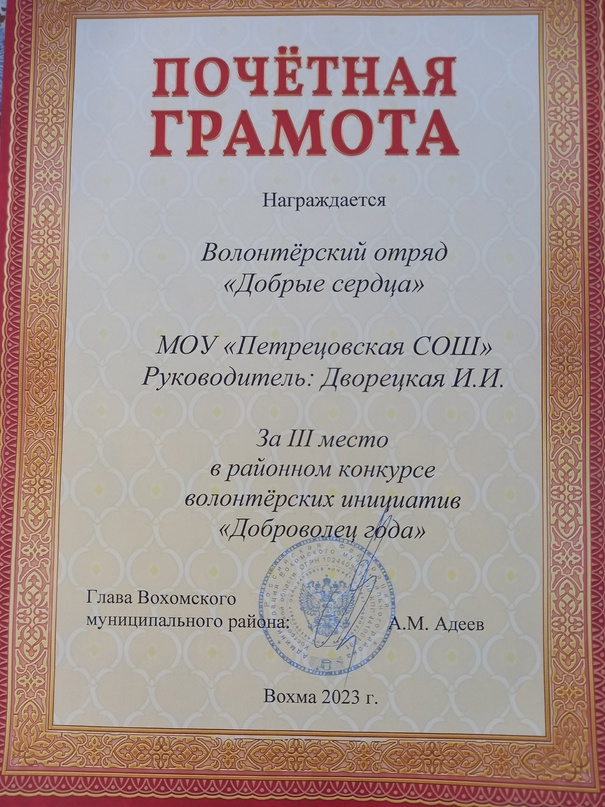 ПОЧЁТНАЯ
ГРАМОТА
Награждается
Волонтёрский отряд
«Добрые сердца»
МОУ «Петрецовская СОШ»
Руководитель: Дворецкая И.И.
За III место
в районном конкурсе
волонтёрских инициатив
«Доброволец года»
Глава Вохомского
муниципального района:
А.М. Адеев
Вохма 2023 г.